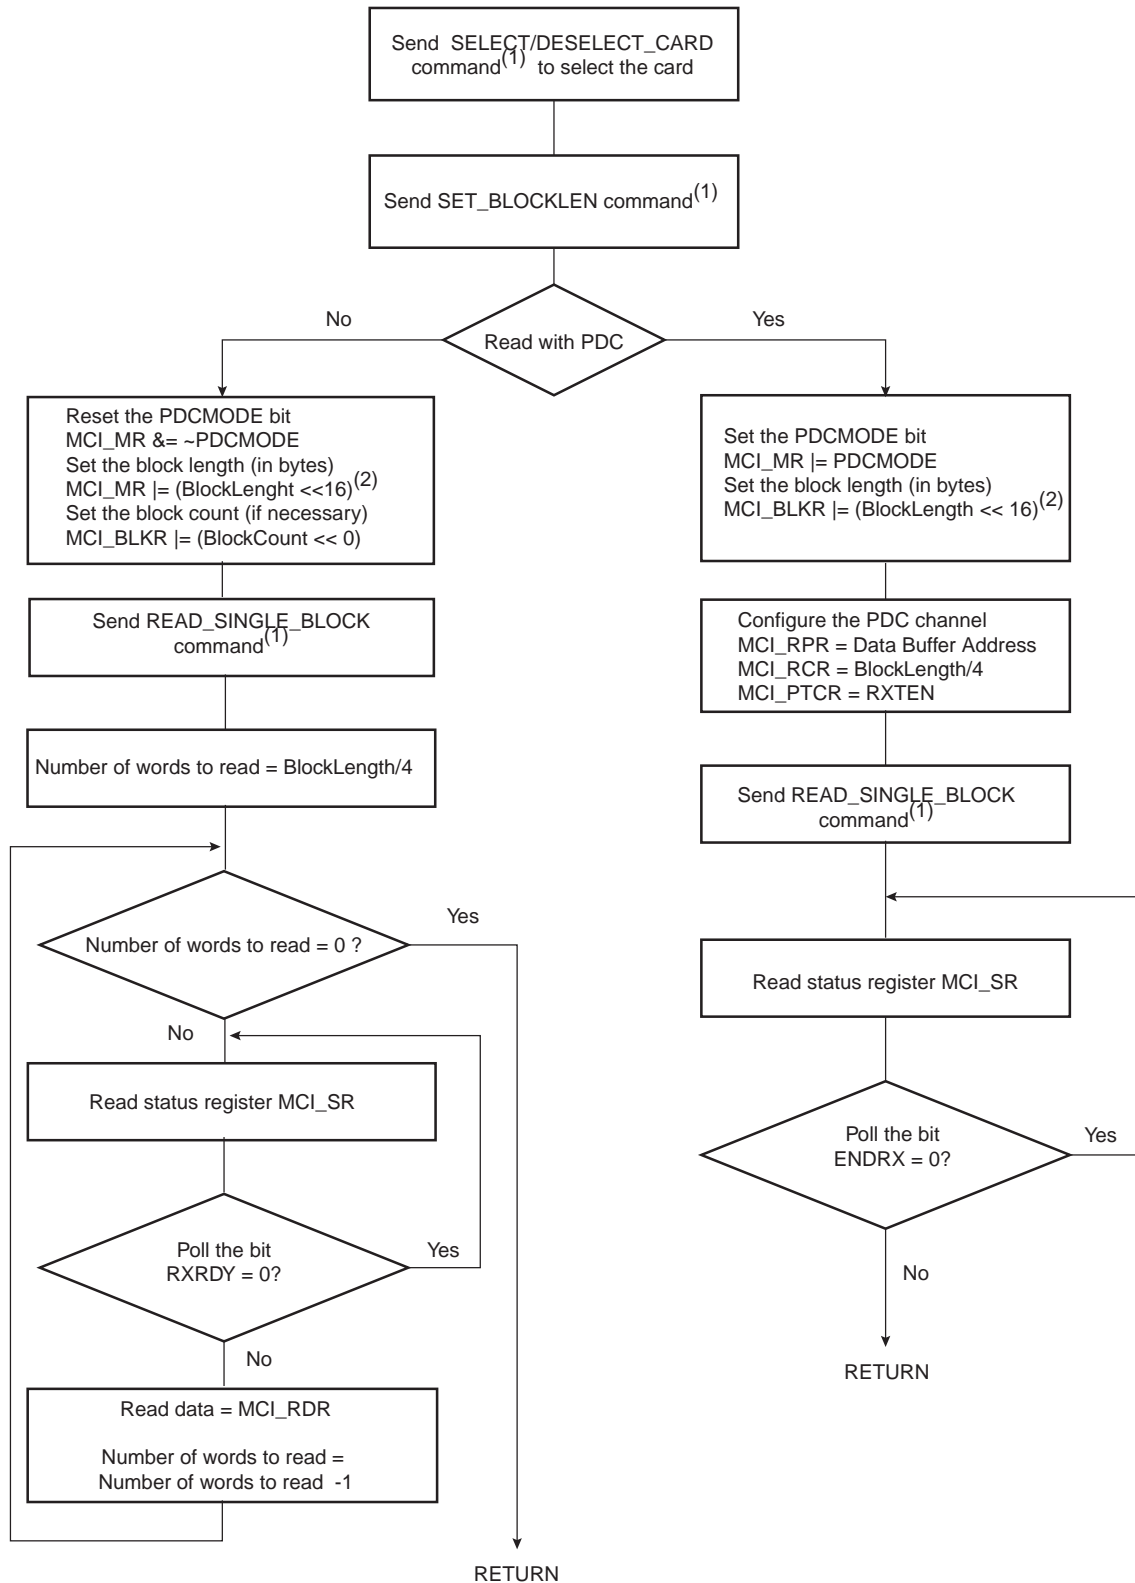 Send SELECT/DESELECT_CARD
command(1) to select the card
Send SET_BLOCKLEN command(1)
No
Yes
Read with PDC
Reset the PDCMODE bit
MCI_MR &= ~PDCMODE
Set the block length (in bytes)
MCI_MR |= (BlockLenght <<16)(2)
Set the block count (if necessary)
MCI_BLKR |= (BlockCount << 0)
Set the PDCMODE bit
MCI_MR |= PDCMODE
Set the block length (in bytes)
MCI_BLKR |= (BlockLength << 16)(2)
Send READ_SINGLE_BLOCK
command(1)
Configure the PDC channel
MCI_RPR = Data Buffer Address
MCI_RCR = BlockLength/4
MCI_PTCR = RXTEN
Number of words to read = BlockLength/4
Send READ_SINGLE_BLOCK
command(1)
Number of words to read = 0 ?
Yes
Read status register MCI_SR
No
Read status register MCI_SR
Poll the bit
ENDRX = 0?
Yes
Poll the bit
RXRDY = 0?
Yes
No
No
RETURN
Read data = MCI_RDR
Number of words to read =
Number of words to read -1
RETURN